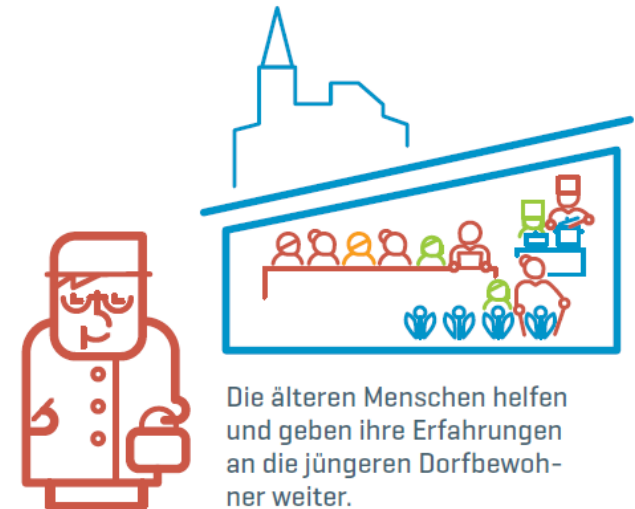 Die älteren Menschen helfen
und geben ihre Erfahrungen
an die jüngeren Dorfbewoh-
ner weiter.